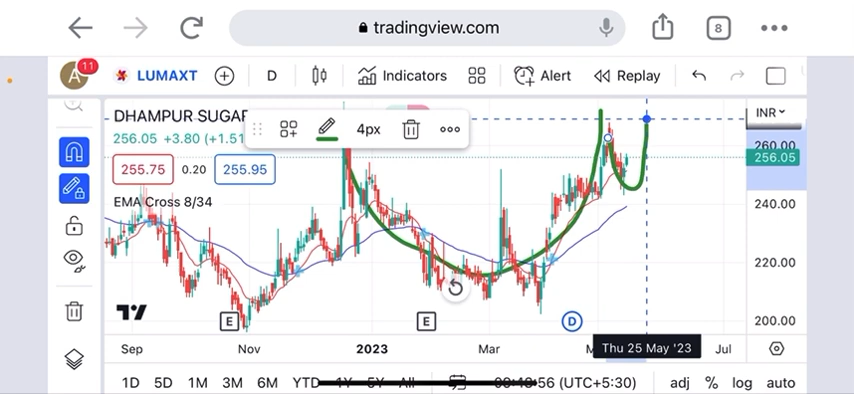 tradingview.com
8
A 11 LUMAXT D Indicators Alert Replay
DHAMPUR SUGAR 4px INR
256.05 +3.80 (+1.51
255.75 0.20 255.95
EMA Cross 8/34
260.00
256.05
240.00
220.00
200.00
E E D
Sep Nov 2023 Mar Thu 25 May '23 Jul
1D 5D 1M 3M 6M YTD 1Y 5Y All (UTC+5:30) adj % log auto